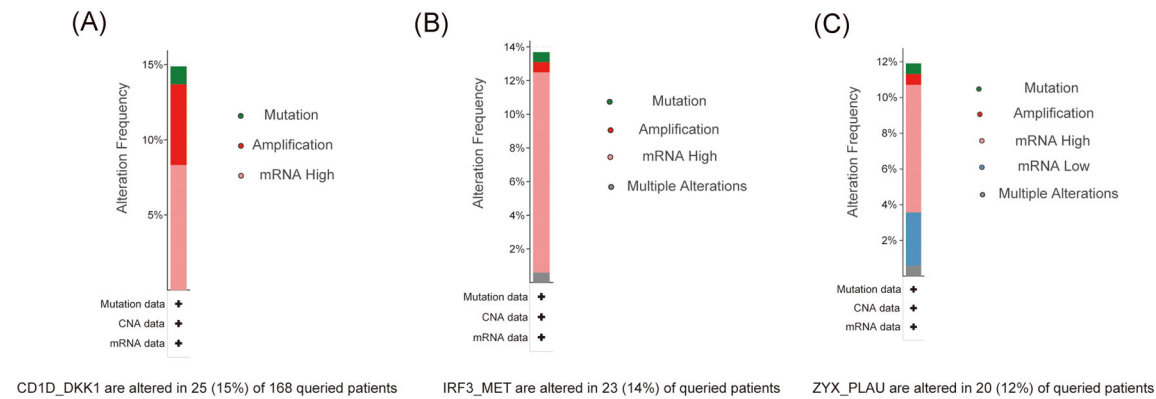 (A)
15%
10%
5%
Alteration Frequency
Mutation
Amplification
mRNA High
Mutation data
CNA data
mRNA data
CD1D_DKK1 are altered in 25 (15%) of 168 queried patients
(B)
14%
12%
10%
8%
6%
4%
2%
Alteration Frequency
Mutation
Amplification
mRNA High
Multiple Alterations
Mutation data
CNA data
mRNA data
IRF3_MET are altered in 23 (14%) of queried patients
(C)
12%
10%
8%
6%
4%
2%
Alteration Frequency
Mutation
Amplification
mRNA High
mRNA Low
Multiple Alterations
Mutation data
CNA data
mRNA data
ZYX_PLAU are altered in 20 (12%) of queried patients